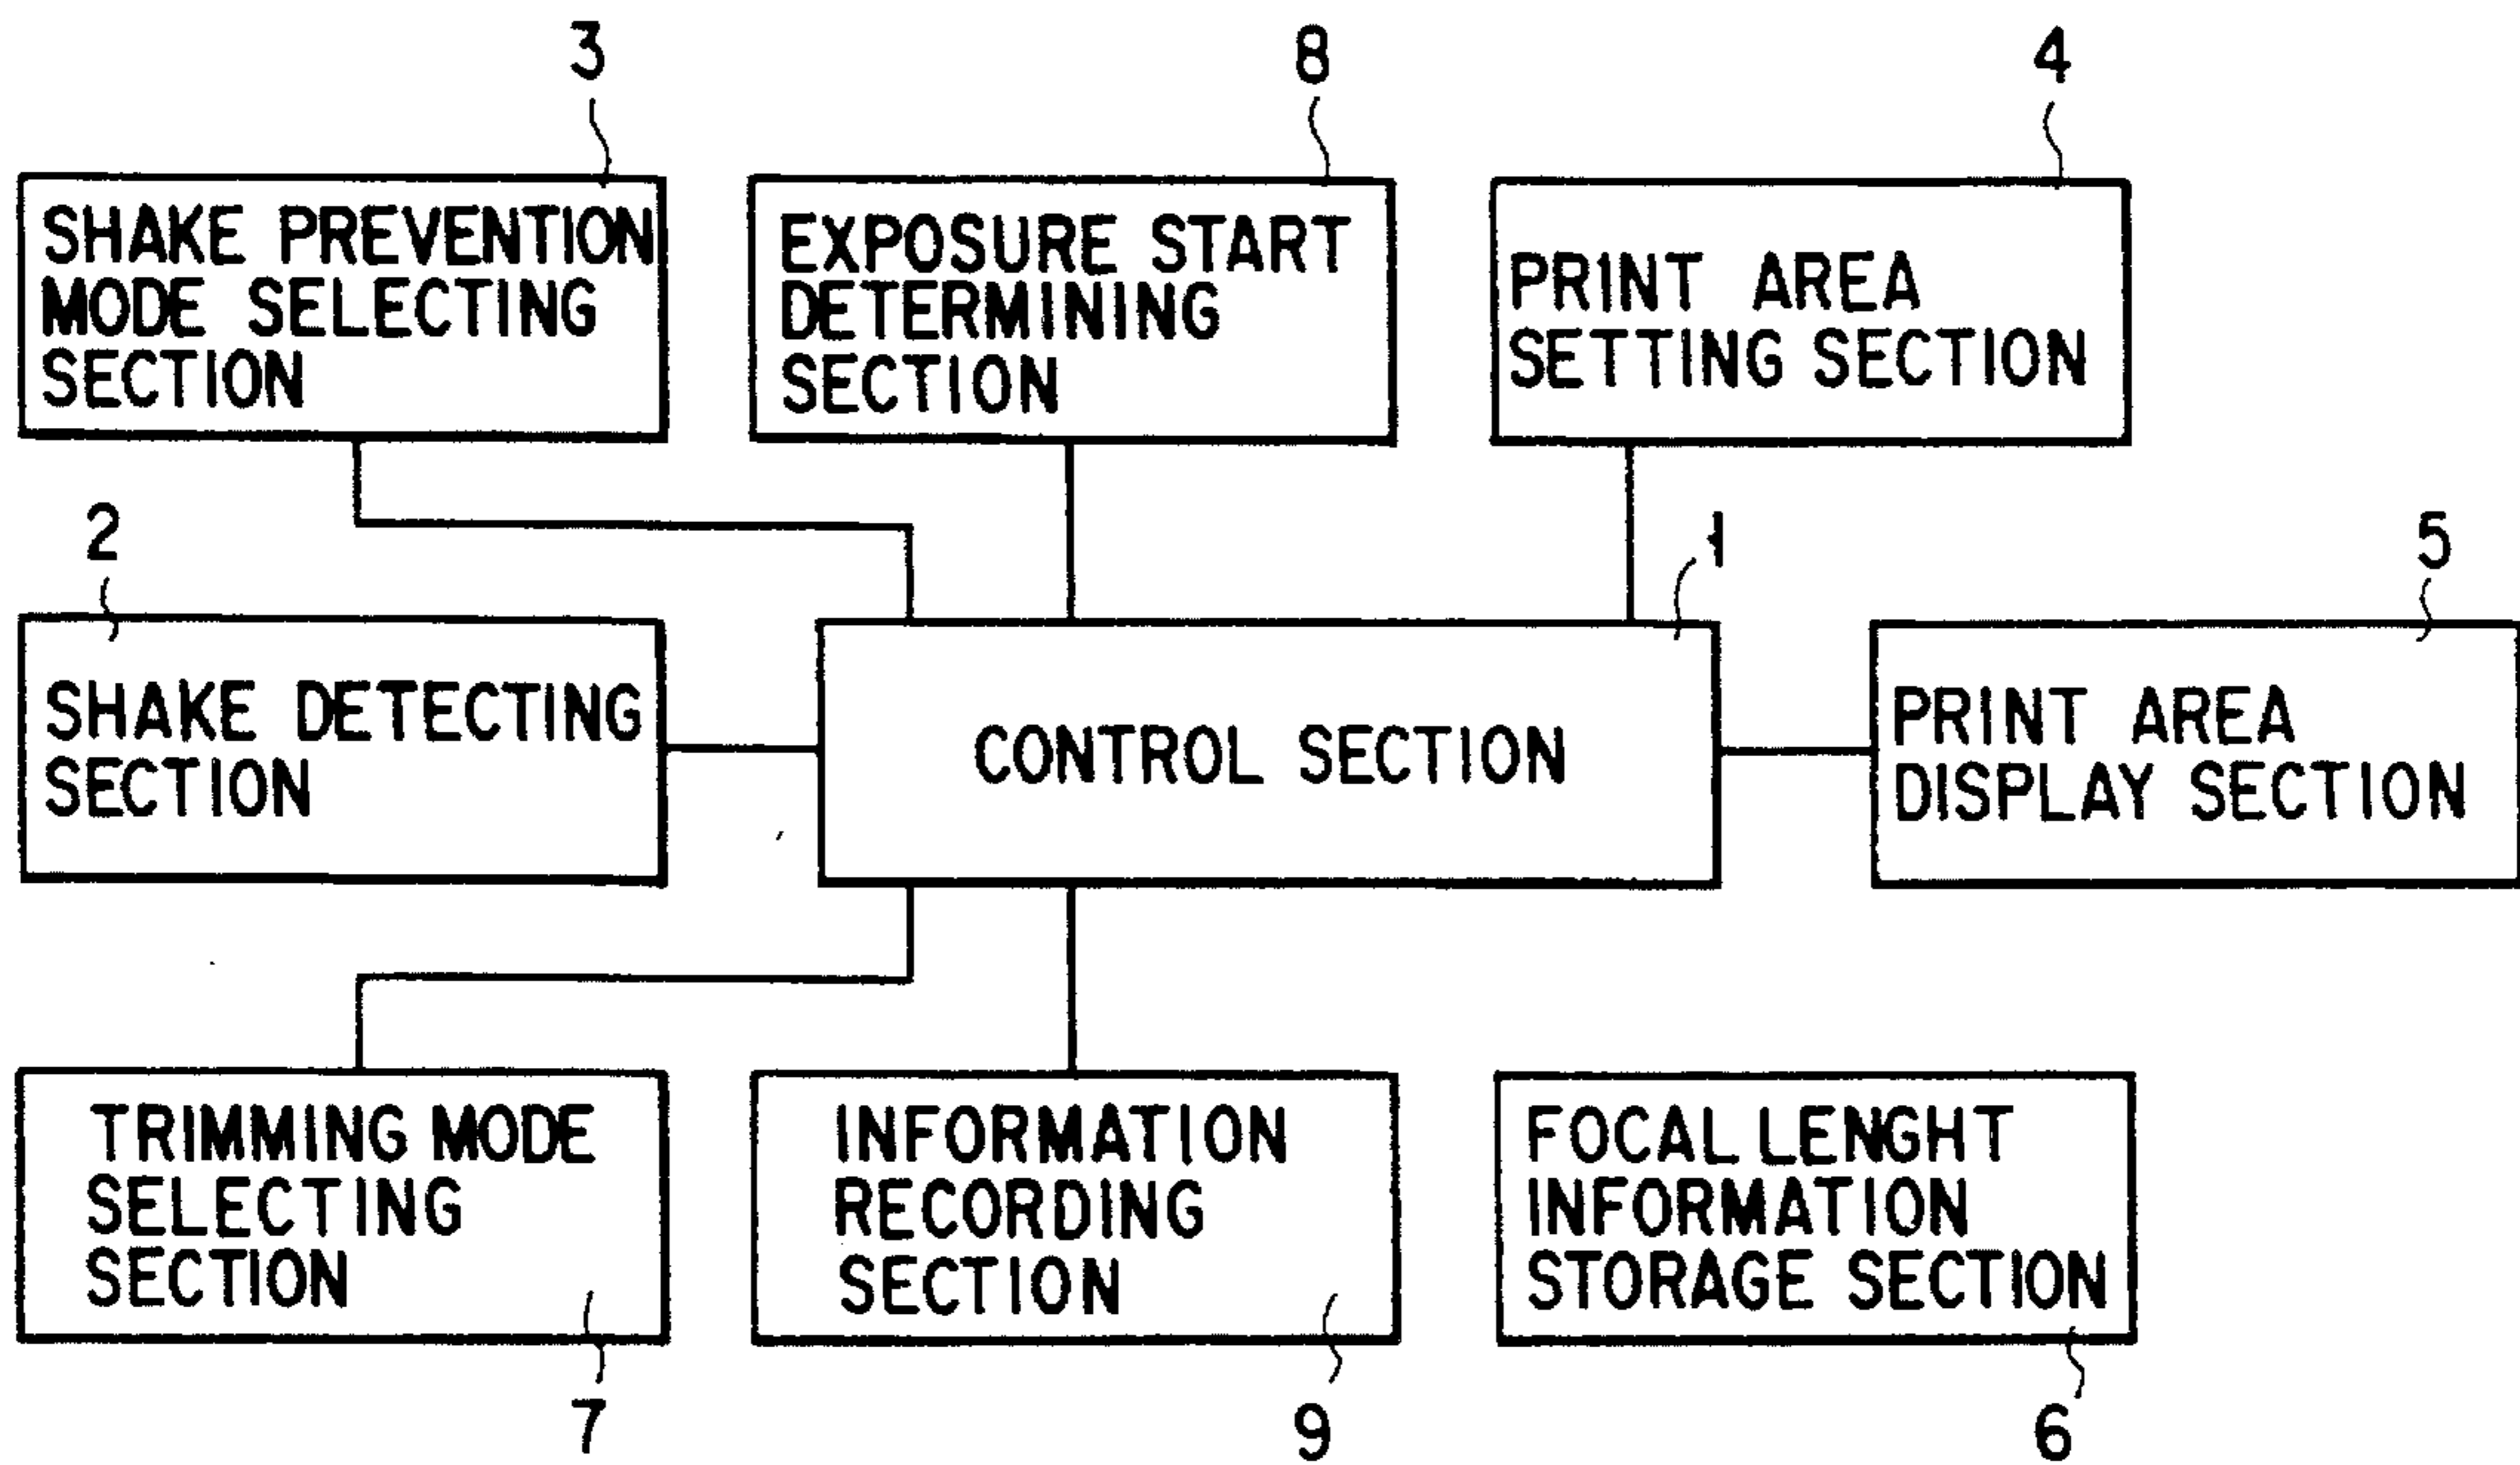 3
8
4
SHAKE PREVENTION
MODE SELECTING
SECTION
EXPOSURE START
DETERMINING
SECTION
PRINT AREA
SETTING SECTION
2
1
5
SHAKE DETECTING
SECTION
CONTROL SECTION
PRINT AREA
DISPLAY SECTION
TRIMMING MODE
SELECTING
SECTION
INFORMATION
RECORDING
SECTION
FOCAL LENGHT
INFORMATION
STORAGE SECTION
7
9
6